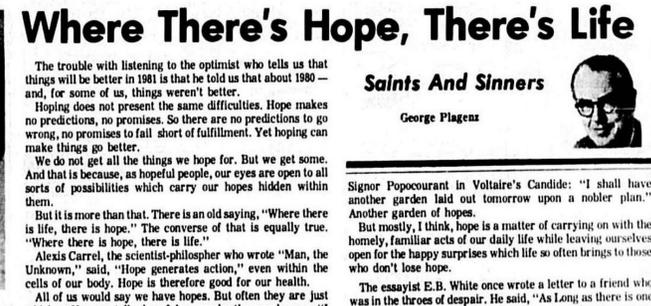 Where There's Hope, There's Life
The trouble with listening to the optimist who tells us that
things will be better in 1981 is that he told us that about 1980 —
and, for some of us, things weren't better.
Hoping does not present the same difficulties. Hope makes
no predictions, no promises. So there are no predictions to go
wrong, no promises to fail short of fulfillment. Yet hoping can
make things go better.
We do not get all the things we hope for. But we get some.
And that is because, as hopeful people, our eyes are open to all
sorts of possibilities which carry our hopes hidden within
them.
But it is more than that. There is an old saying, "Where there
is life, there is hope." The converse of that is equally true.
"Where there is hope, there is life."
Alexis Carrel, the scientist-philospher who wrote "Man, the
Unknown," said, "Hope generates action," even within the
cells of our body. Hope is therefore good for our health.
All of us would say we have hopes. But often they are just
Saints And Sinners
George Plagenz
Signor Popocourant in Voltaire's Candide: "I shall have
another garden laid out tomorrow upon a nobler plan."
Another garden of hopes.
But mostly, I think, hope is a matter of carrying on with the
homely, familiar acts of our daily life while leaving ourselves
open for the happy surprises which life so often brings to those
who don't lose hope.
The essayist E.B. White once wrote a letter to a friend who
was in the throes of despair. He said, "As Long as there is one